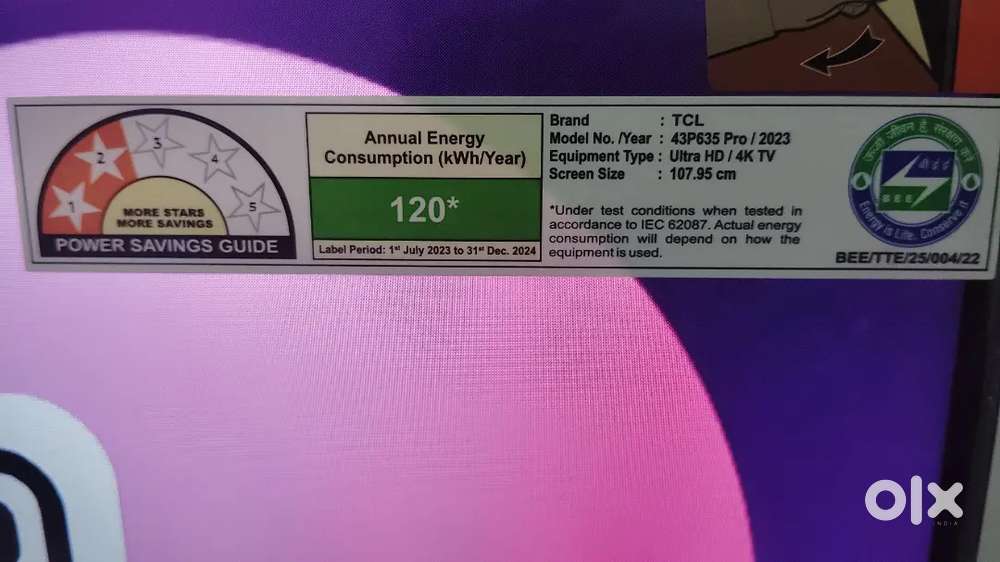 1
2
3
4
5
MORE STARS
MORE SAVINGS
POWER SAVINGS GUIDE
Annual Energy
Consumption (kWh/Year)
120*
Label Period: 1st July 2023 to 31st Dec. 2024
Brand : TCL
Model No. /Year : 43P635 Pro / 2023
Equipment Type : Ultra HD / 4K TV
Screen Size : 107.95 cm
*Under test conditions when tested in
accordance to IEC 62087. Actual energy
consumption will depend on how the
equipment is used.
बीईई
BEE
Energy is Life, Conserve it
BEE/TTE/25/004/22
olx
INDIA